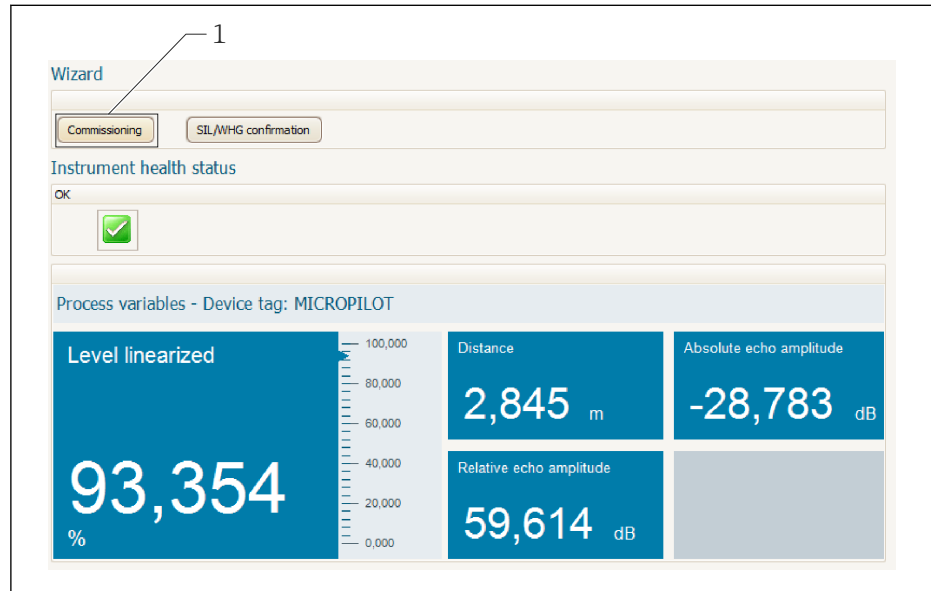 1
Wizard
Commissioning
SIL/WHG confirmation
Instrument health status
OK
Process variables - Device tag: MICROPILOT
Level linearized
93,354
%
100,000
80,000
60,000
40,000
20,000
0,000
Distance
2,845 m
Absolute echo amplitude
-28,783 dB
Relative echo amplitude
59,614 dB